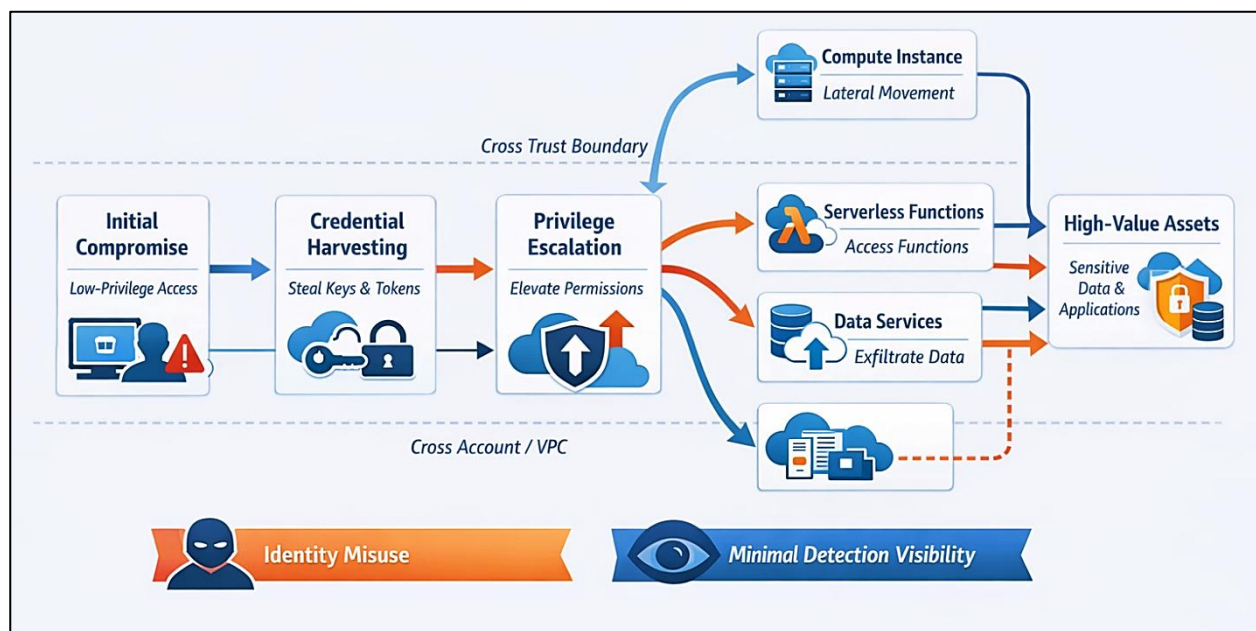 Compute Instance
Lateral Movement
Cross Trust Boundary
Initial
Compromise
Low-Privilege Access
Credential
Harvesting
Steal Keys & Tokens
Privilege
Escalation
Elevate Permissions
Serverless Functions
Access Functions
Data Services
Exfiltrate Data
High-Value Assets
Sensitive
Data &
Applications
Cross Account / VPC
Identity Misuse
Minimal Detection Visibility